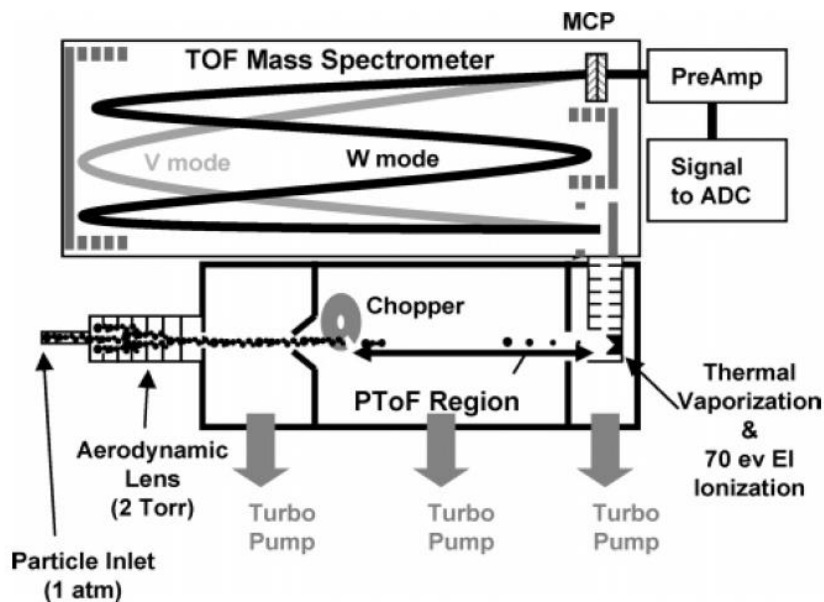 MCP
TOF Mass Spectrometer
PreAmp
V mode
W mode
Signal
to ADC
Chopper
PToF Region
Thermal
Vaporization
&
70 ev EI
Ionization
Aerodynamic
Lens
(2 Torr)
Particle Inlet
(1 atm)
Turbo
Pump
Turbo
Pump
Turbo
Pump